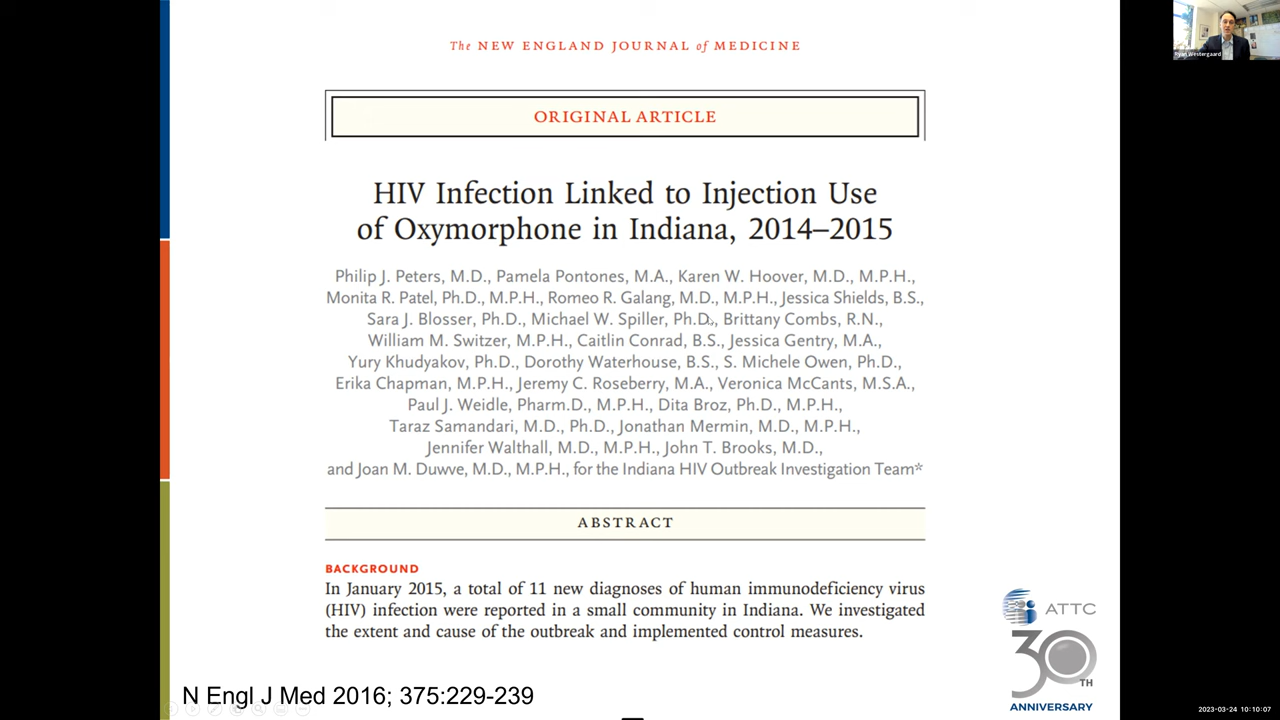 The NEW ENGLAND JOURNAL of MEDICINE
ORIGINAL ARTICLE
HIV Infection Linked to Injection Use
of Oxymorphone in Indiana, 2014–2015
Philip J. Peters, M.D., Pamela Pontones, M.A., Karen W. Hoover, M.D., M.P.H.,
Monita R. Patel, Ph.D., M.P.H., Romeo R. Galang, M.D., M.P.H., Jessica Shields, B.S.,
Sara J. Blosser, Ph.D., Michael W. Spiller, Ph.D., Brittany Combs, R.N.,
William M. Switzer, M.P.H., Caitlin Conrad, B.S., Jessica Gentry, M.A.,
Yury Khudyakov, Ph.D., Dorothy Waterhouse, B.S., S. Michele Owen, Ph.D.,
Erika Chapman, M.P.H., Jeremy C. Roseberry, M.A., Veronica McCants, M.S.A.,
Paul J. Weidle, Pharm.D., M.P.H., Dita Broz, Ph.D., M.P.H.,
Taraz Samandari, M.D., Ph.D., Jonathan Mermin, M.D., M.P.H.,
Jennifer Walthall, M.D., M.P.H., John T. Brooks, M.D.,
and Joan M. Duwve, M.D., M.P.H., for the Indiana HIV Outbreak Investigation Team*
ABSTRACT
BACKGROUND
In January 2015, a total of 11 new diagnoses of human immunodeficiency virus
(HIV) infection were reported in a small community in Indiana. We investigated
the extent and cause of the outbreak and implemented control measures.
N Engl J Med 2016; 375:229-239
ATTC
30TH
ANNIVERSARY
Ryan Westergaard
2023-03-24 10:10:07